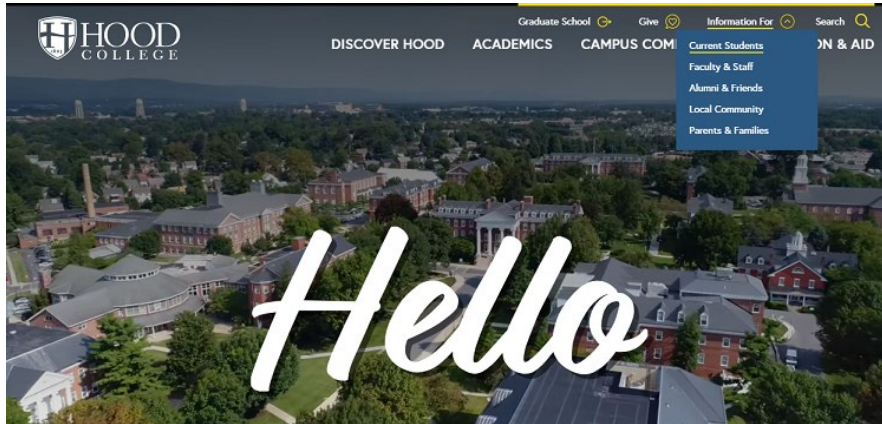 Graduate School Give Information For Search
HOOD
COLLEGE
1893
DISCOVER HOOD ACADEMICS CAMPUS COM ON & AID
Current Students
Faculty & Staff
Alumni & Friends
Local Community
Parents & Families
Hello